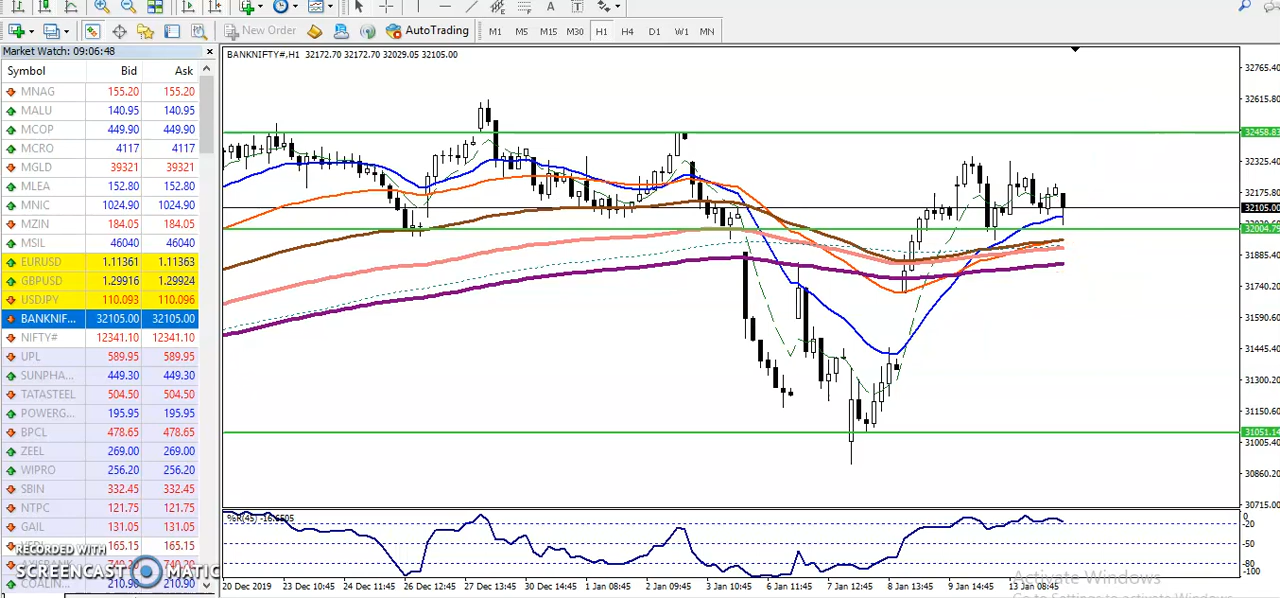 New Order
AutoTrading
M1 M5 M15 M30 H1 H4 D1 W1 MN
Market Watch: 09:06:48
Symbol Bid Ask
MNAG 155.20 155.20
MALU 140.95 140.95
MCOP 449.90 449.90
MCRO 4117 4117
MGLD 39321 39321
MLEA 152.80 152.80
MNIC 1024.90 1024.90
MZIN 184.05 184.05
MSIL 46040 46040
EURUSD 1.11361 1.11363
GBPUSD 1.29916 1.29924
USDJPY 110.093 110.096
BANKNIF... 32105.00 32105.00
NIFTY# 12341.10 12341.10
UPL 589.95 589.95
SUNPHA... 449.30 449.30
TATASTEEL 504.50 504.50
POWERG... 195.95 195.95
BPCL 478.65 478.65
ZEEL 269.00 269.00
WIPRO 256.20 256.20
SBIN 332.45 332.45
NTPC 121.75 121.75
GAIL 131.05 131.05
165.15 165.15
210.90 210.90
RECORDED WITH
SCREENCAST MATIC
BANKNIFTY#,H1 32172.70 32172.70 32029.05 32105.00
32765.40
32615.80
32458.83
32325.40
32175.80
32105.00
32004.79
31885.40
31740.20
31590.60
31445.40
31300.20
31150.60
31051.14
31005.40
30860.20
30715.00
%R(45) -16.6505
0
-20
-50
-80
-100
20 Dec 2019 23 Dec 10:45 24 Dec 11:45 26 Dec 12:45 27 Dec 13:45 30 Dec 14:45 1 Jan 08:45 2 Jan 09:45 3 Jan 10:45 6 Jan 11:45 7 Jan 12:45 8 Jan 13:45 9 Jan 14:45 13 Jan 08:45
Activate Windows